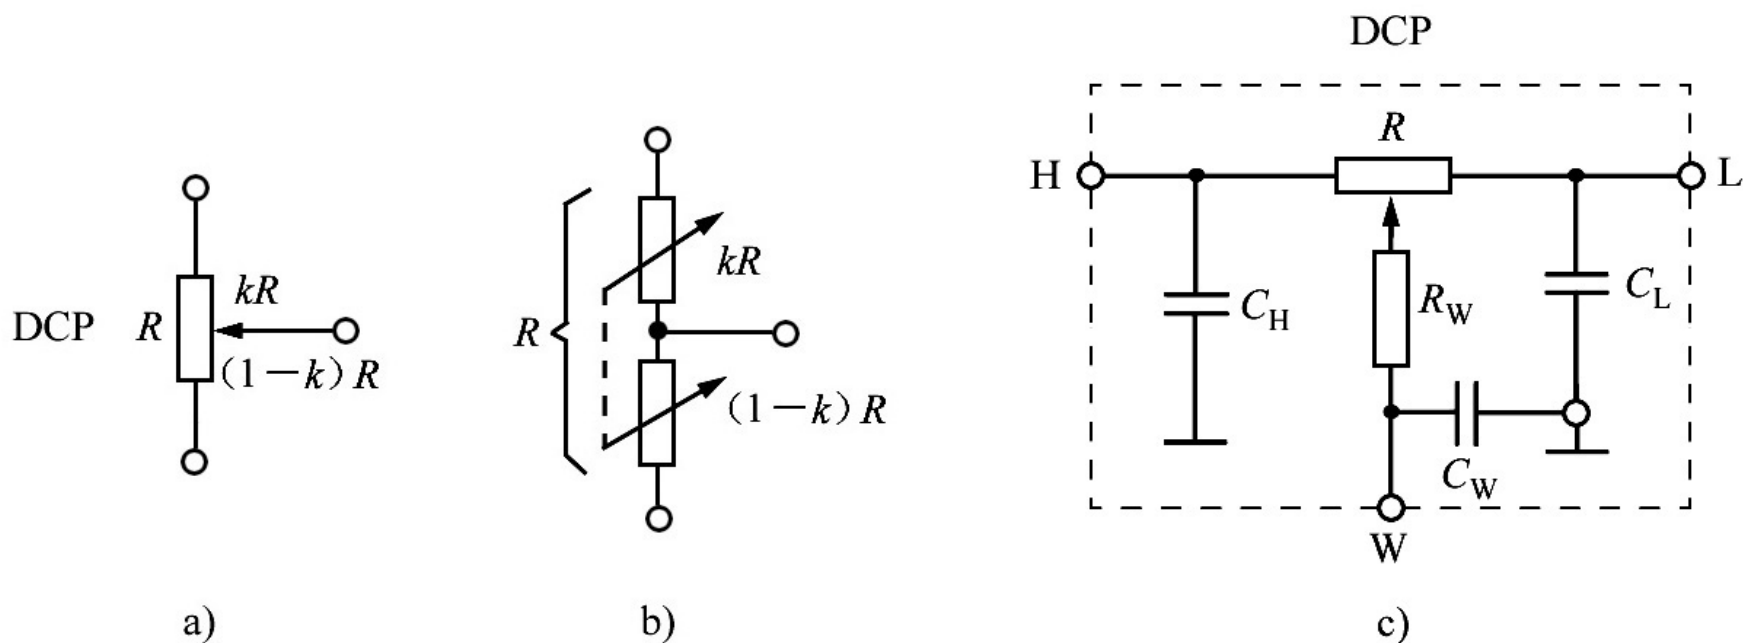 DCP
R
kR
(1－k)R
a)
R
kR
(1－k)R
b)
DCP
H
R
L
C_H
R_W
C_L
C_W
W
c)